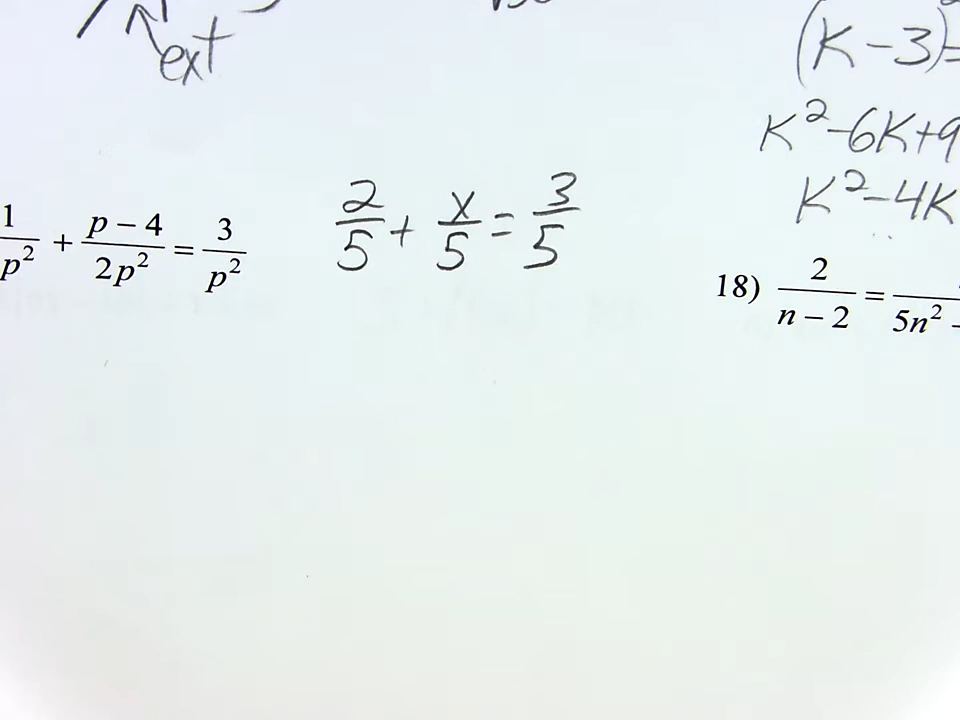 ext
(K - 3) =
K² - 6K + 9
K² - 4K
1/p² + (p - 4)/(2p²) = 3/p²
2/5 + x/5 = 3/5
18) 2/(n - 2) = /(5n² -